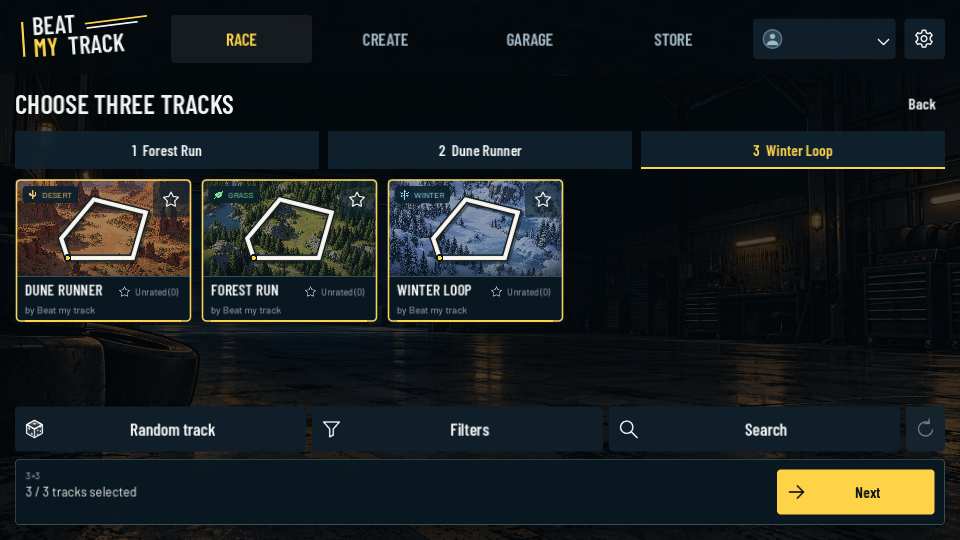 BEAT
MY TRACK
RACE
CREATE
GARAGE
STORE
CHOOSE THREE TRACKS
Back
1 Forest Run
2 Dune Runner
3 Winter Loop
DESERT
GRASS
WINTER
DUNE RUNNER
Unrated(0)
by Beat my track
FOREST RUN
Unrated(0)
by Beat my track
WINTER LOOP
Unrated(0)
by Beat my track
Random track
Filters
Search
3×3
3 / 3 tracks selected
Next